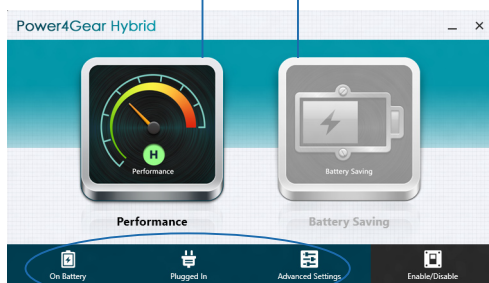 Power4Gear Hybrid
H
Performance
Battery Saving
Performance
Battery Saving
On Battery
Plugged In
Advanced Settings
Enable/Disable